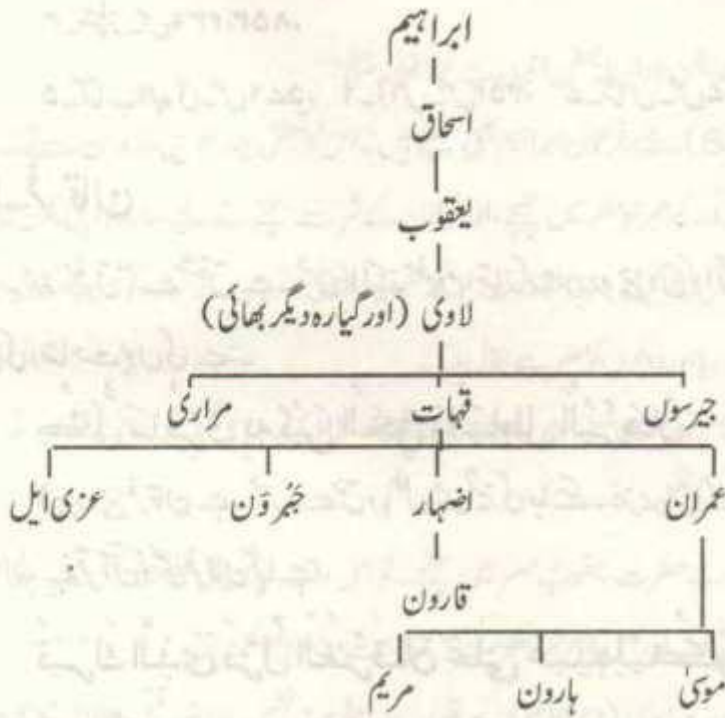 ابراہیم
اسحاق
یعقوب
لاوی (اور گیارہ دیگر بھائی)
جیرسوں قہات مراری
عمران اضہار حبرون عزی ایل
قارون
موسیٰ ہارون مریم